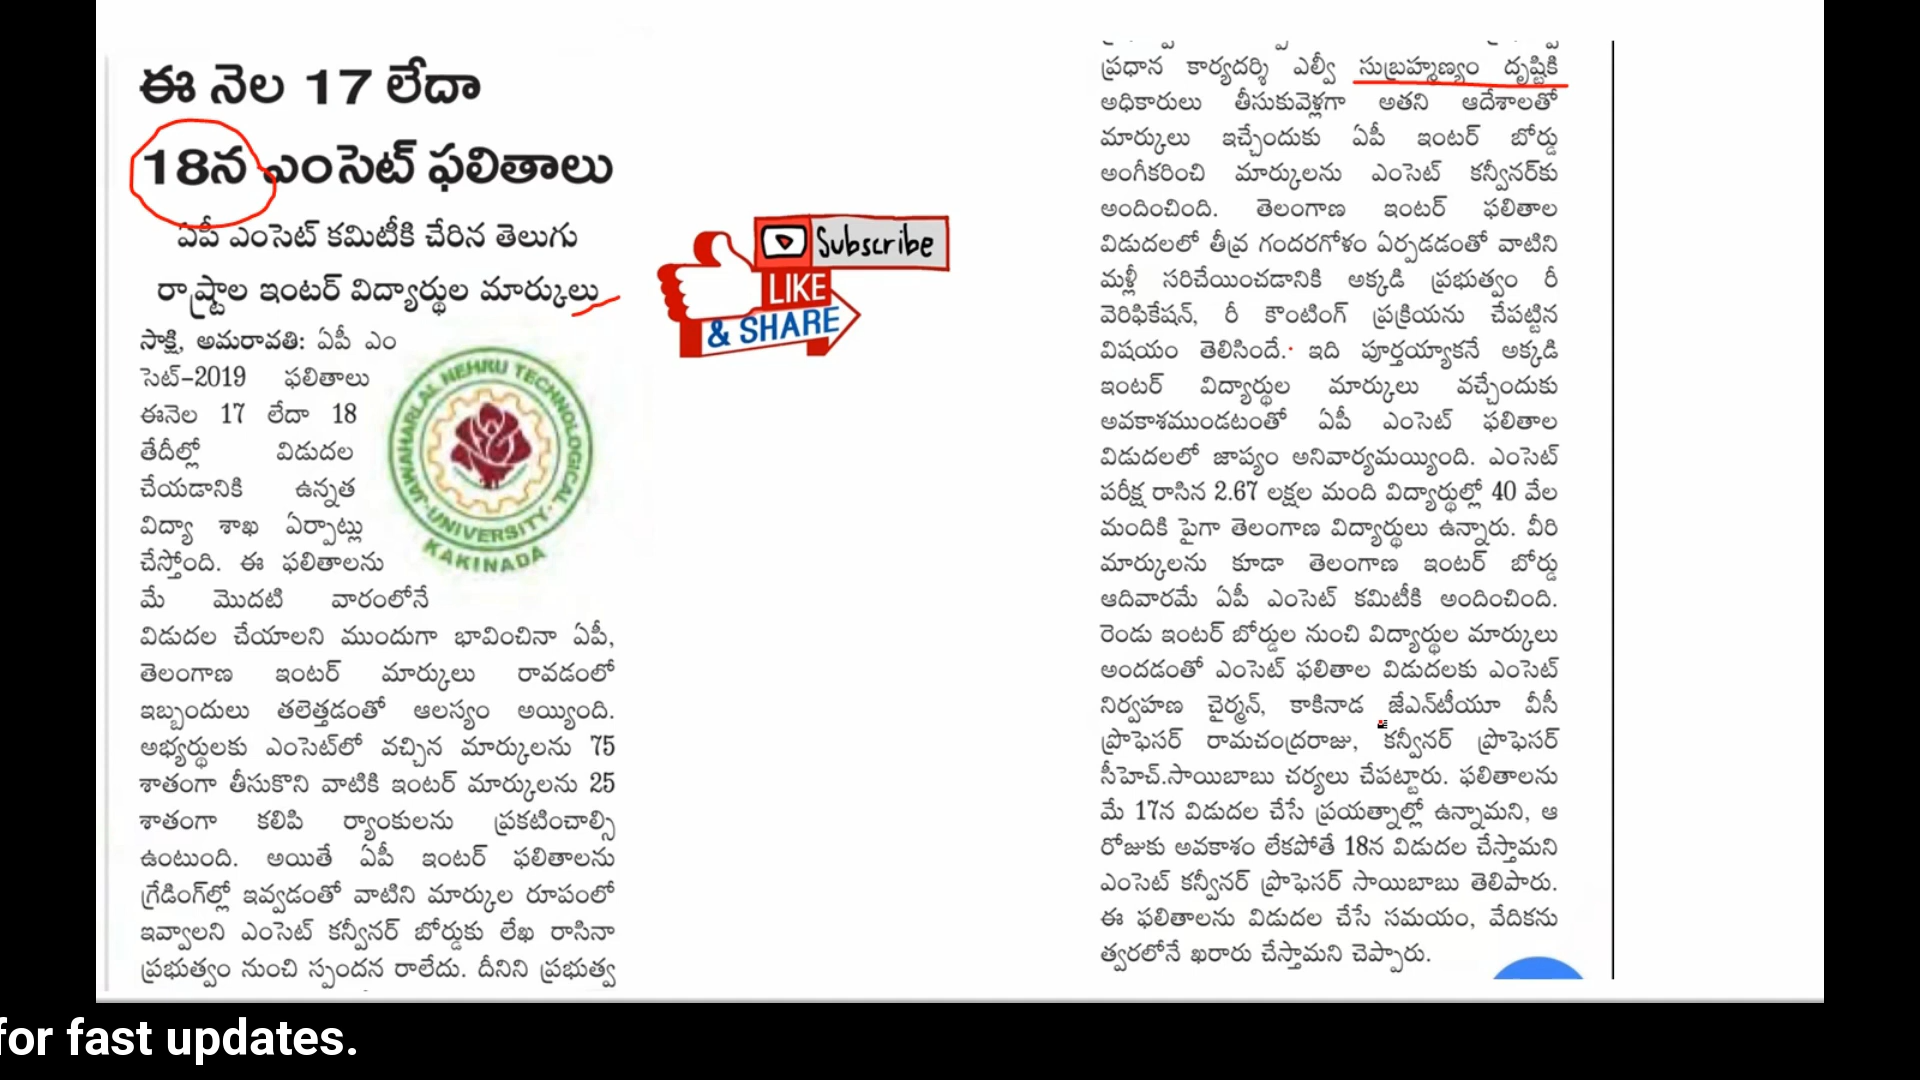 ఈ నెల 17 లేదా
18న ఎంసెట్ ఫలితాలు
ఏపీ ఎంసెట్ కమిటీకి చేరిన తెలుగు
రాష్ట్రాల ఇంటర్ విద్యార్థుల మార్కులు
సాక్షి, అమరావతి: ఏపీ ఎం
సెట్–2019 ఫలితాలు
ఈనెల 17 లేదా 18
తేదీల్లో విడుదల
చేయడానికి ఉన్నత
విద్యా శాఖ ఏర్పాట్లు
చేస్తోంది. ఈ ఫలితాలను
మే మొదటి వారంలోనే
విడుదల చేయాలని ముందుగా భావించినా ఏపీ,
తెలంగాణ ఇంటర్ మార్కులు రావడంలో
ఇబ్బందులు తలెత్తడంతో ఆలస్యం అయ్యింది.
అభ్యర్థులకు ఎంసెట్‌లో వచ్చిన మార్కులను 75
శాతంగా తీసుకొని వాటికి ఇంటర్ మార్కులను 25
శాతంగా కలిపి ర్యాంకులను ప్రకటించాల్సి
ఉంటుంది. అయితే ఏపీ ఇంటర్ ఫలితాలను
గ్రేడింగ్‌ల్లో ఇవ్వడంతో వాటిని మార్కుల రూపంలో
ఇవ్వాలని ఎంసెట్ కన్వీనర్ బోర్డుకు లేఖ రాసినా
ప్రభుత్వం నుంచి స్పందన రాలేదు. దీనిని ప్రభుత్వ
JAWAHARLAL NEHRU TECHNOLOGICAL UNIVERSITY
KAKINADA
Subscribe
LIKE
& SHARE
ప్రధాన కార్యదర్శి ఎల్వీ సుబ్రహ్మణ్యం దృష్టికి
అధికారులు తీసుకువెళ్లగా అతని ఆదేశాలతో
మార్కులు ఇచ్చేందుకు ఏపీ ఇంటర్ బోర్డు
అంగీకరించి మార్కులను ఎంసెట్ కన్వీనర్‌కు
అందించింది. తెలంగాణ ఇంటర్ ఫలితాల
విడుదలలో తీవ్ర గందరగోళం ఏర్పడడంతో వాటిని
మళ్లీ సరిచేయించడానికి అక్కడి ప్రభుత్వం రీ
వెరిఫికేషన్, రీ కౌంటింగ్ ప్రక్రియను చేపట్టిన
విషయం తెలిసిందే. ఇది పూర్తయ్యాకనే అక్కడి
ఇంటర్ విద్యార్థుల మార్కులు వచ్చేందుకు
అవకాశముండటంతో ఏపీ ఎంసెట్ ఫలితాల
విడుదలలో జాప్యం అనివార్యమయ్యింది. ఎంసెట్
పరీక్ష రాసిన 2.67 లక్షల మంది విద్యార్థుల్లో 40 వేల
మందికి పైగా తెలంగాణ విద్యార్థులు ఉన్నారు. వీరి
మార్కులను కూడా తెలంగాణ ఇంటర్ బోర్డు
ఆదివారమే ఏపీ ఎంసెట్ కమిటీకి అందించింది.
రెండు ఇంటర్ బోర్డుల నుంచి విద్యార్థుల మార్కులు
అందడంతో ఎంసెట్ ఫలితాల విడుదలకు ఎంసెట్
నిర్వహణ చైర్మన్, కాకినాడ జేఎన్‌టీయూ వీసీ
ప్రొఫెసర్ రామచంద్రరాజు, కన్వీనర్ ప్రొఫెసర్
సీహెచ్.సాయిబాబు చర్యలు చేపట్టారు. ఫలితాలను
మే 17న విడుదల చేసే ప్రయత్నాల్లో ఉన్నామని, ఆ
రోజుకు అవకాశం లేకపోతే 18న విడుదల చేస్తామని
ఎంసెట్ కన్వీనర్ ప్రొఫెసర్ సాయిబాబు తెలిపారు.
ఈ ఫలితాలను విడుదల చేసే సమయం, వేదికను
త్వరలోనే ఖరారు చేస్తామని చెప్పారు.
for fast updates.